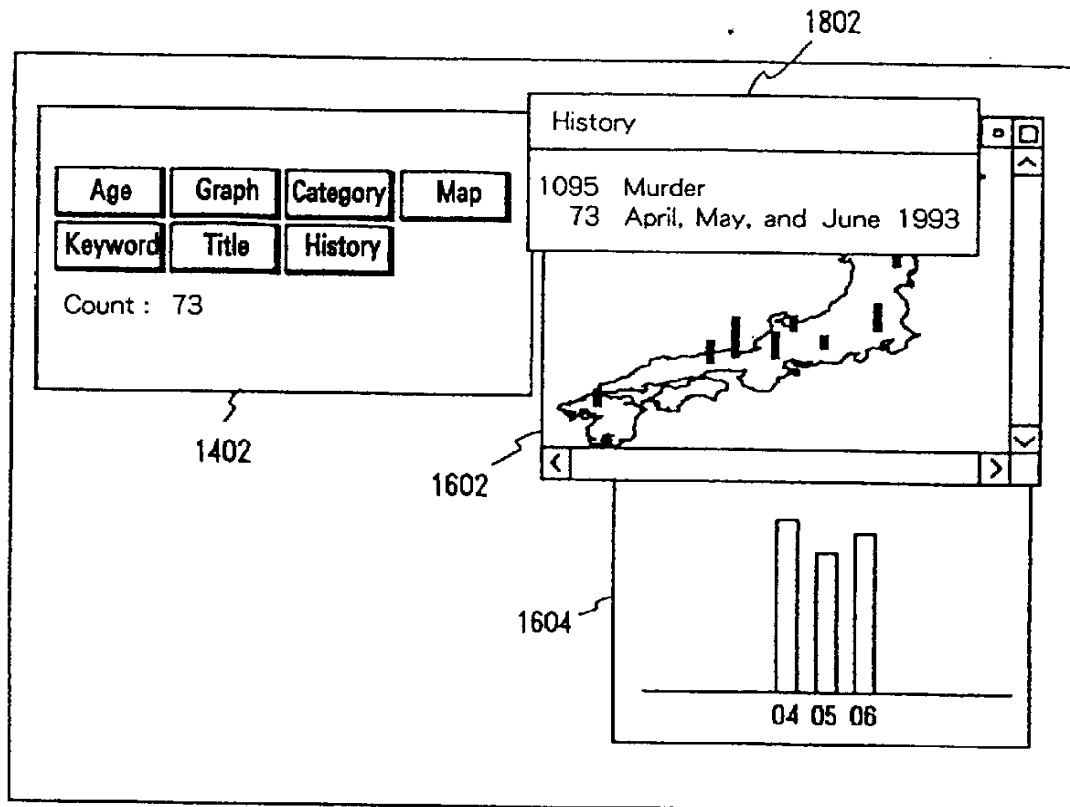 1802
History
1095 Murder
73 April, May, and June 1993
Age Graph Category Map
Keyword Title History
Count : 73
1402
1602
1604
04 05 06